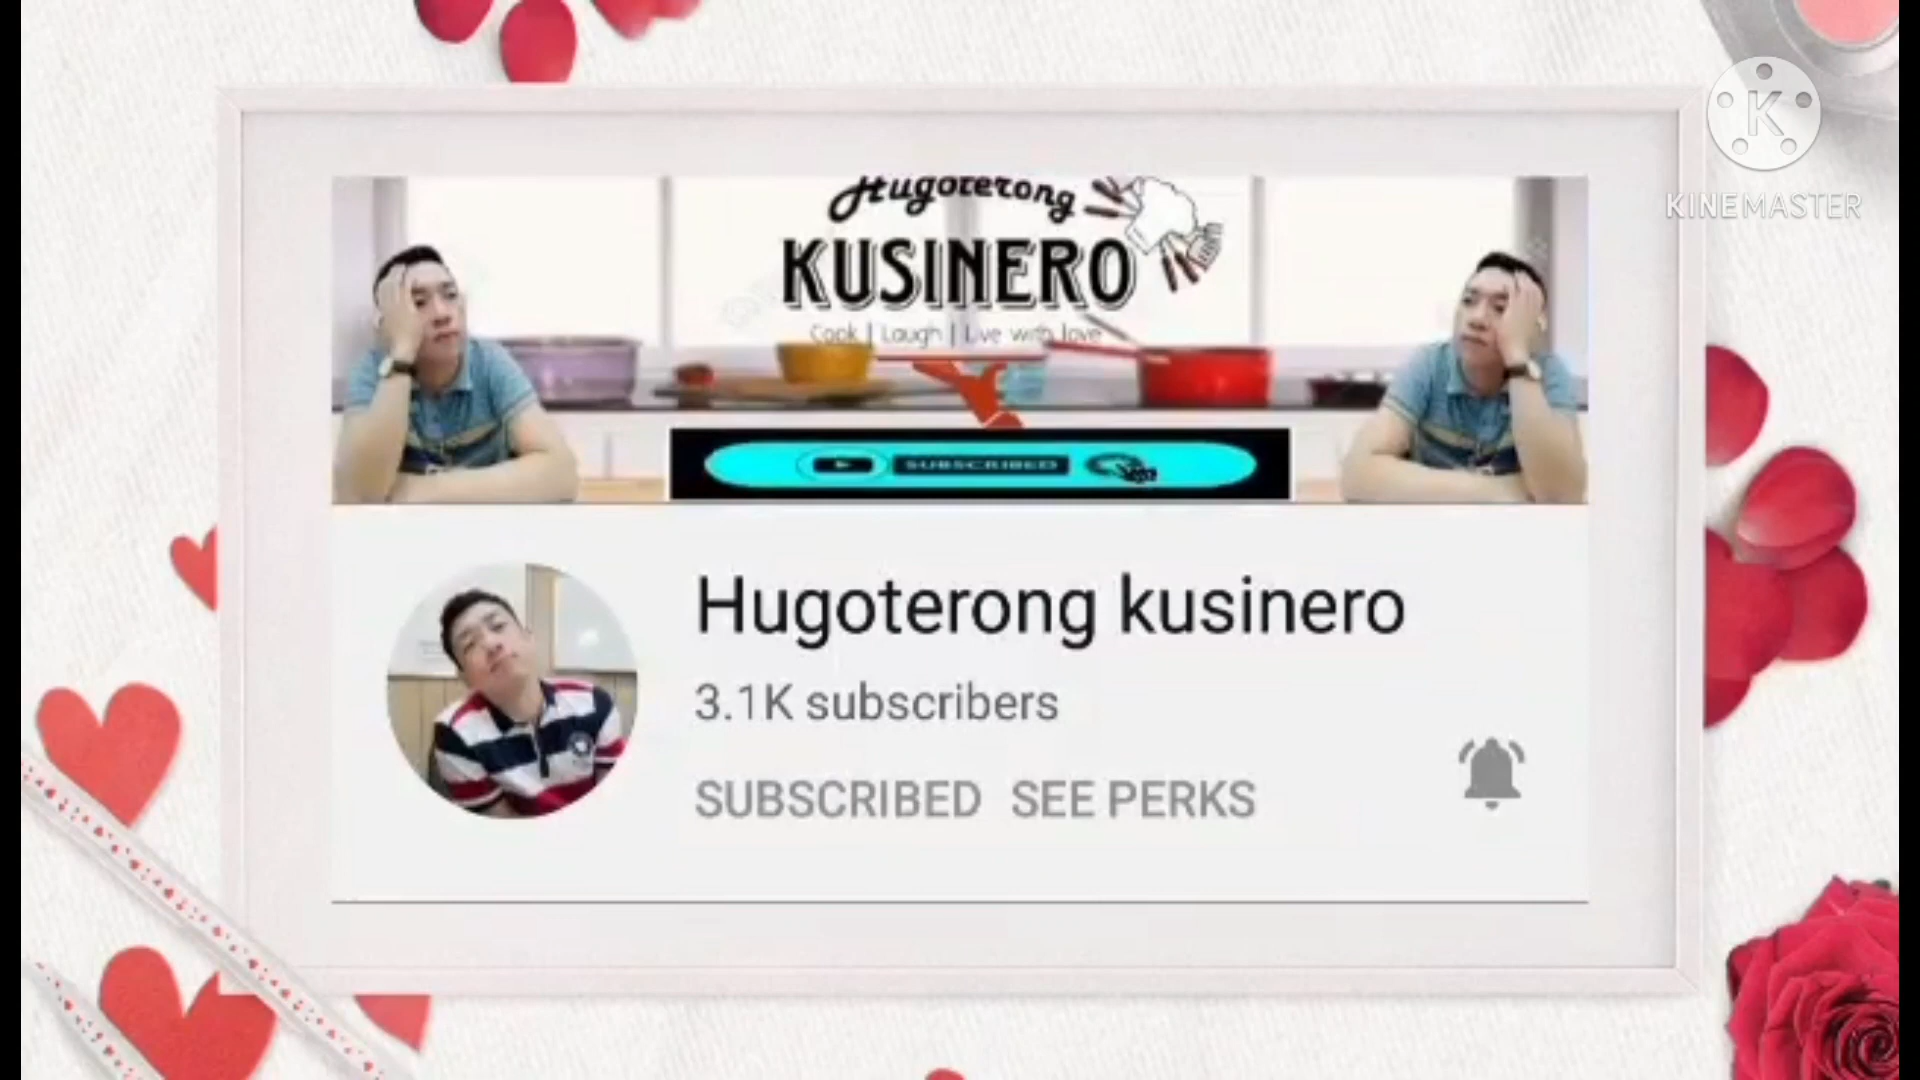 K
KINEMASTER
Hugoterong
KUSINERO
Cook | Laugh | Live with love
SUBSCRIBED
Hugoterong kusinero
3.1K subscribers
SUBSCRIBED SEE PERKS